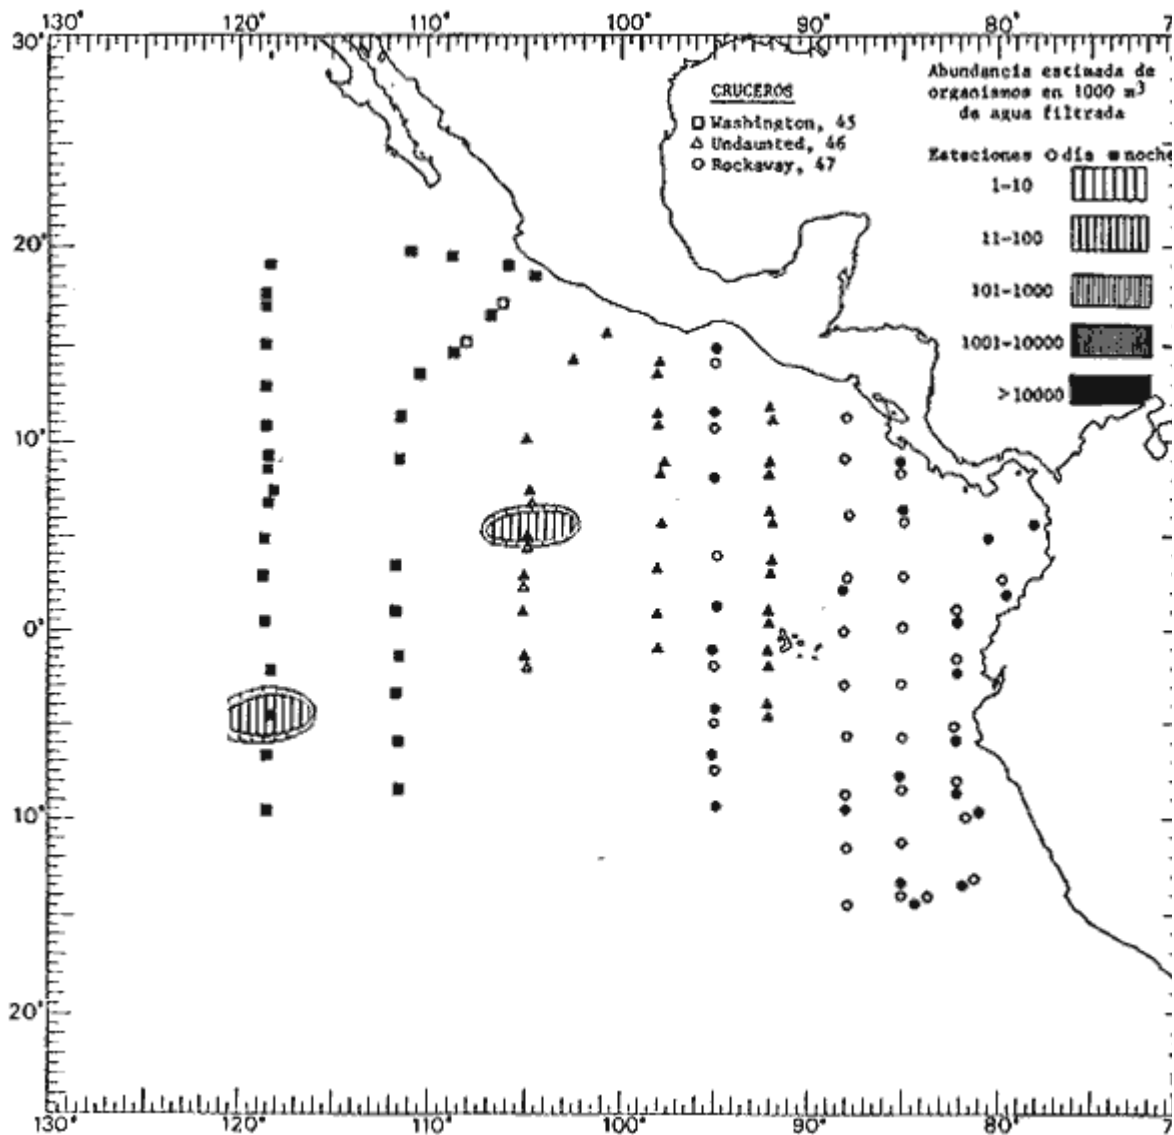 130° 120° 110° 100° 90° 80° 7
30°
CRUCEROS
Washington, 45
Undaunted, 46
Rockaway, 47
Abundancia estimada de
organismos en 1000 m³
de agua filtrada
Estaciones día noche
1-10
11-100
101-1000
1001-10000
>10000
20°
10°
0°
10°
20°
130° 120° 110° 100° 90° 80° 7